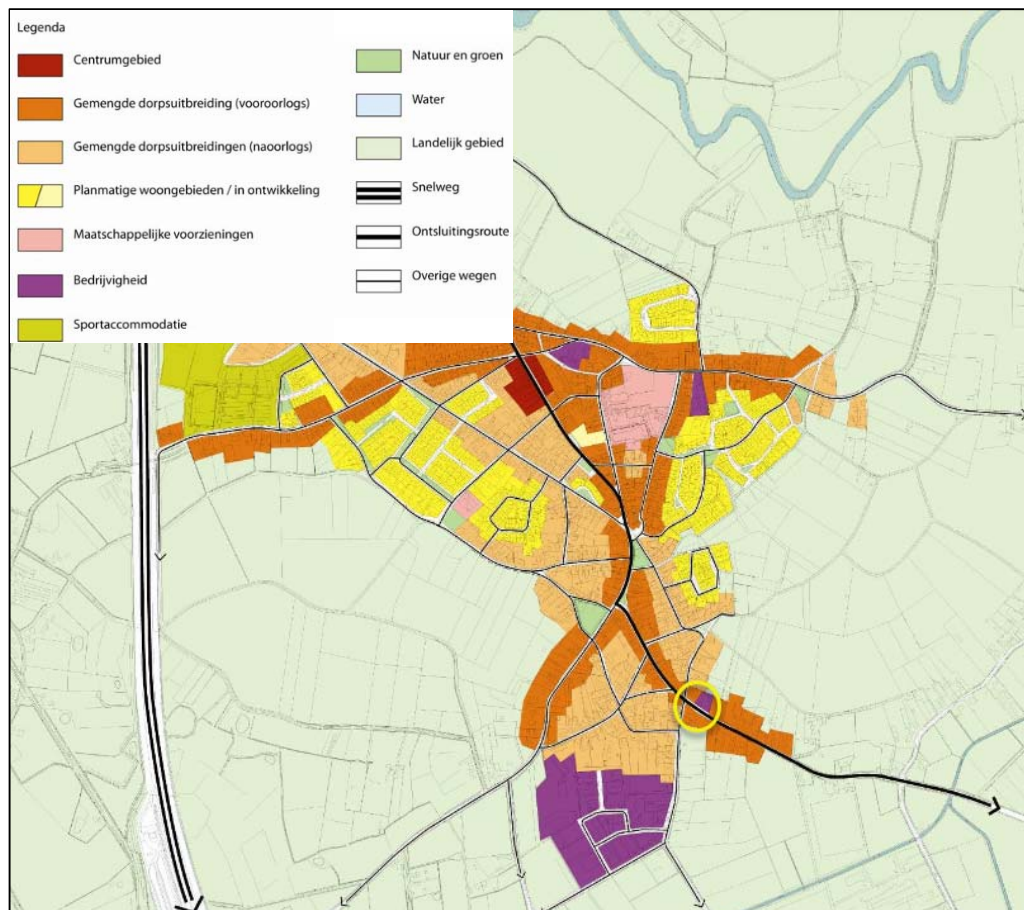 Legenda
Centrumgebied
Gemengde dorpsuitbreiding (vooroorlogs)
Gemengde dorpsuitbreidingen (naoorlogs)
Planmatige woongebieden / in ontwikkeling
Maatschappelijke voorzieningen
Bedrijvigheid
Sportaccommodatie
Natuur en groen
Water
Landelijk gebied
Snelweg
Ontsluitingsroute
Overige wegen